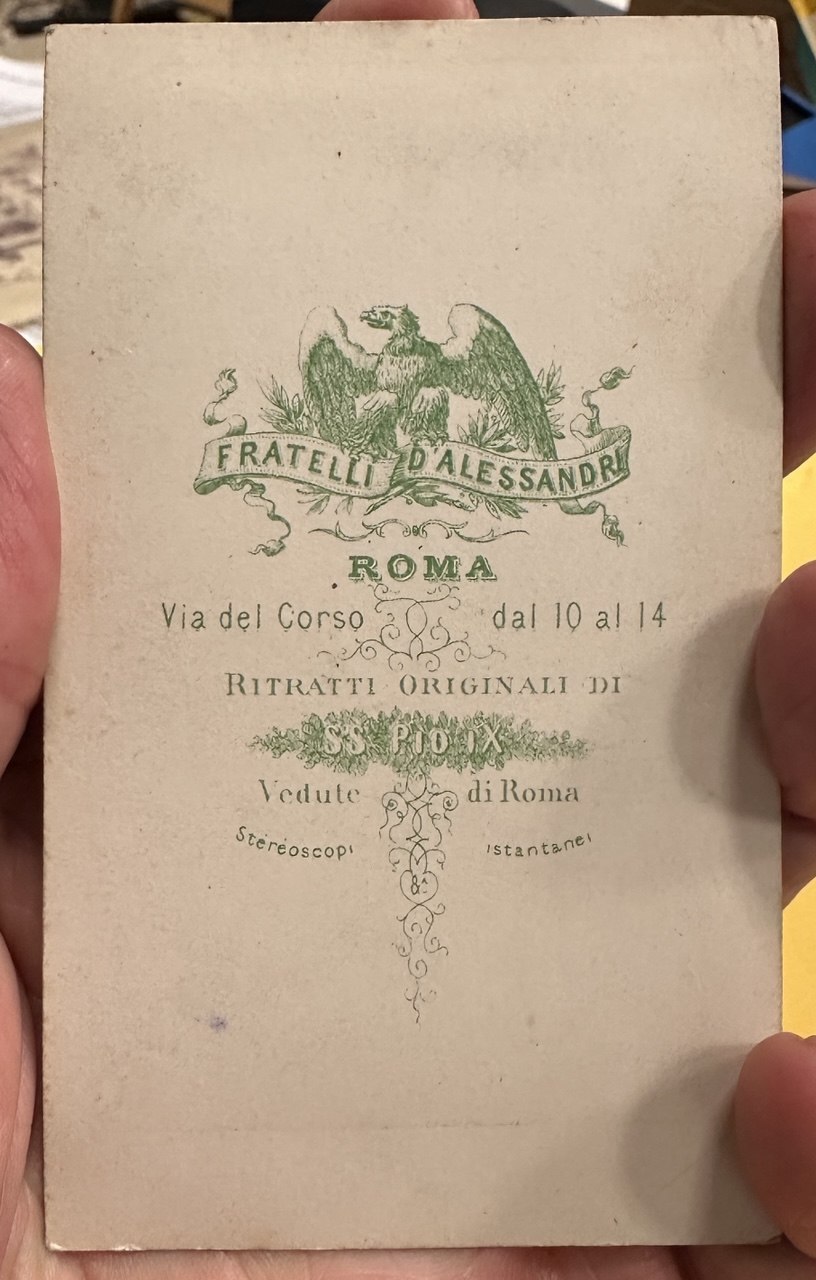 FRATELLI D'ALESSANDRI
ROMA
Via del Corso dal 10 al 14
RITRATTI ORIGINALI DI
SS PIO IX
Vedute di Roma
Stereoscopi istantanei
&ª